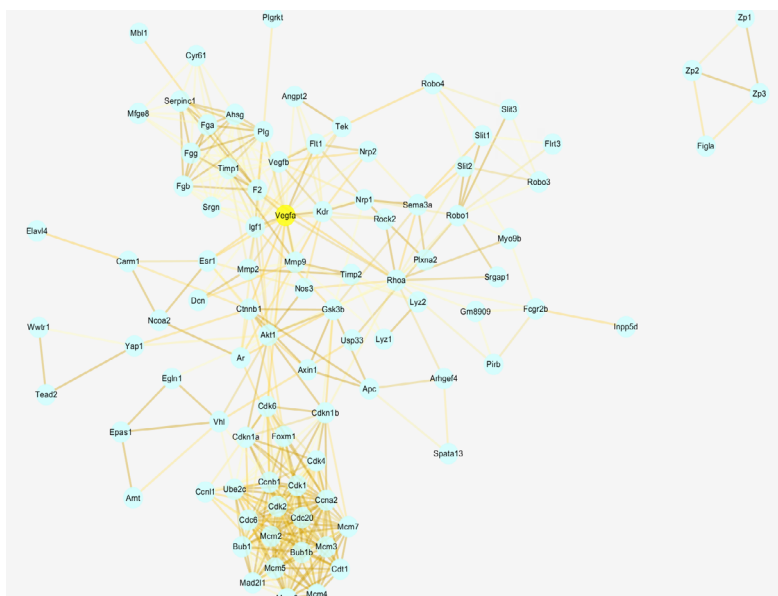 Plgrkt
Zp1
Mbl1
Cyr61
Zp2
Robo4
Zp3
Angpt2
Serpinc1
Slit3
Mfge8
Ahsg
Fga
Tek
Plg
Slit1
Flt1
Flrt3
Figla
Fgg
Nrp2
Vegfb
Timp1
Slit2
Fgb
F2
Robo3
Nrp1
Srgn
Sema3a
Vegfa
Kdr
Rock2
Robo1
Igf1
Elavl4
Myo9b
Carm1
Esr1
Mmp9
Plxna2
Mmp2
Timp2
Rhoa
Srgap1
Nos3
Dcn
Lyz2
Ctnnb1
Gsk3b
Gm8909
Fcgr2b
Ncoa2
Wwtr1
Inpp5d
Akt1
Usp33
Lyz1
Yap1
Ar
Pirb
Axin1
Egln1
Arhgef4
Apc
Tead2
Cdk6
Cdkn1b
Vhl
Epas1
Cdkn1a
Foxm1
Spata13
Cdk4
Ccnb1
Cdk1
Ccnl1
Ube2c
Amt
Ccna2
Cdk2
Cdc6
Cdc20
Mcm7
Mcm2
Bub1
Mcm3
Bub1b
Mcm5
Cdt1
Mad2l1
Mcm4